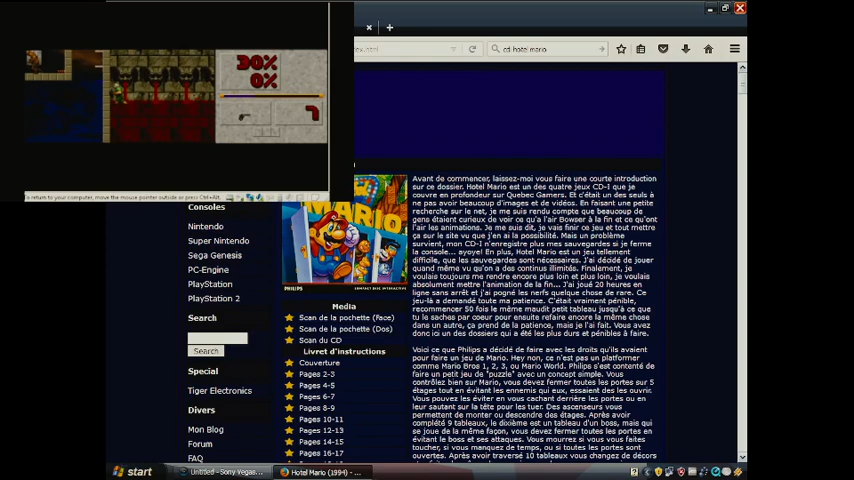 30%
0%
To return to your computer, move the mouse pointer outside or press Ctrl+Alt.
dex.html
cd-i hotel mario
MARIO
PHILIPS
COMPACT DISC INTERACTIVE
Consoles
Nintendo
Super Nintendo
Sega Genesis
PC-Engine
PlayStation
PlayStation 2
Search
Search
Special
Tiger Electronics
Divers
Mon Blog
Forum
FAQ
Media
Scan de la pochette (Face)
Scan de la pochette (Dos)
Scan du CD
Livret d'instructions
Couverture
Pages 2-3
Pages 4-5
Pages 6-7
Pages 8-9
Pages 10-11
Pages 12-13
Pages 14-15
Pages 16-17
Avant de commencer, laissez-moi vous faire une courte introduction
sur ce dossier. Hotel Mario est un des quatre jeux CD-I que je
couvre en profondeur sur Quebec Gamers. Et c'était un des seuls à
ne pas avoir beaucoup d'images et de vidéos. En faisant une petite
recherche sur le net, je me suis rendu compte que beaucoup de
gens étaient curieux de voir ce qu'a l'air Bowser à la fin et ce qu'ont
l'air les animations. Je me suis dit, je vais finir ce jeu et tout mettre
ça sur le site vu que j'en ai la possibilité. Mais un problème
survient, mon CD-I n'enregistre plus mes sauvegardes si je ferme
la console... ayoye! En plus, Hotel Mario est un jeu tellement
difficile, que les sauvegardes sont nécessaires. J'ai décidé de jouer
quand même vu qu'on a des continus illimités. Finalement, je
voulais toujours me rendre encore plus loin et plus loin, je voulais
absolument mettre l'animation de la fin... J'ai joué 20 heures en
ligne sans arrêt et j'ai pogné les nerfs quelque chose de rare. Ce
jeu-là a demandé toute ma patience. C'était vraiment pénible,
recommencer 50 fois le même maudit petit tableau jusqu'à ce que
tu le saches par coeur pour ensuite refaire encore la même chose
dans un autre, ça prend de la patience, mais je l'ai fait. Vous avez
donc ici un des dossiers qui a été les plus durs et pénibles à faire.
Voici ce que Philips a décidé de faire avec les droits qu'ils avaient
pour faire un jeu de Mario. Hey non, ce n'est pas un platformer
comme Mario Bros 1, 2, 3, ou Mario World. Philips s'est contenté de
faire un petit jeu de "puzzle" avec un concept simple. Vous
contrôlez bien sur Mario, vous devez fermer toutes les portes sur 5
étages tout en évitant les ennemis qui eux, essaient des les ouvrir.
Vous pouvez les éviter en vous cachant derrière les portes ou en
leur sautant sur la tête pour les tuer. Des ascenseurs vous
permettent de monter ou descendre des étages. Après avoir
complété 9 tableaux, le dixième est un tableau d'un boss, mais qui
se joue de la même façon, vous devez fermer toutes les portes en
évitant le boss et ses attaques. Vous mourrez si vous vous faites
toucher, si vous manquez de temps, ou si toutes les portes sont
ouvertes. Après avoir traversé 10 tableaux vous changez de décors
start
Untitled - Sony Vegas...
Hotel Mario (1994) - ...